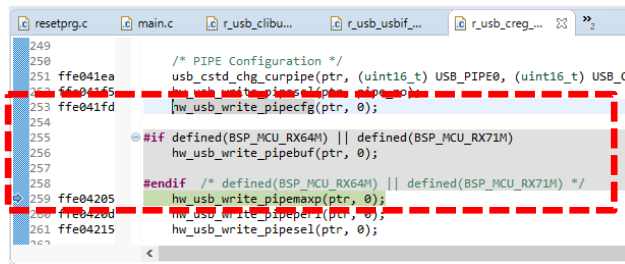 resetprg.c
main.c
r_usb_clibu...
r_usb_usbif_...
r_usb_creg_...
»2
249
250 /* PIPE Configuration */
251 ffe041ea usb_cstd_chg_curpipe(ptr, (uint16_t) USB_PIPE0, (uint16_t) USB_C
252 ffe041f5 hw_usb_write_pipesel(ptr, pipe_no);
253 ffe041fd hw_usb_write_pipecfg(ptr, 0);
254
255 #if defined(BSP_MCU_RX64M) || defined(BSP_MCU_RX71M)
256 hw_usb_write_pipebuf(ptr, 0);
257
258 #endif /* defined(BSP_MCU_RX64M) || defined(BSP_MCU_RX71M) */
259 ffe04205 hw_usb_write_pipemaxp(ptr, 0);
260 ffe0420d hw_usb_write_pipeperi(ptr, 0);
261 ffe04215 hw_usb_write_pipesel(ptr, 0);
262